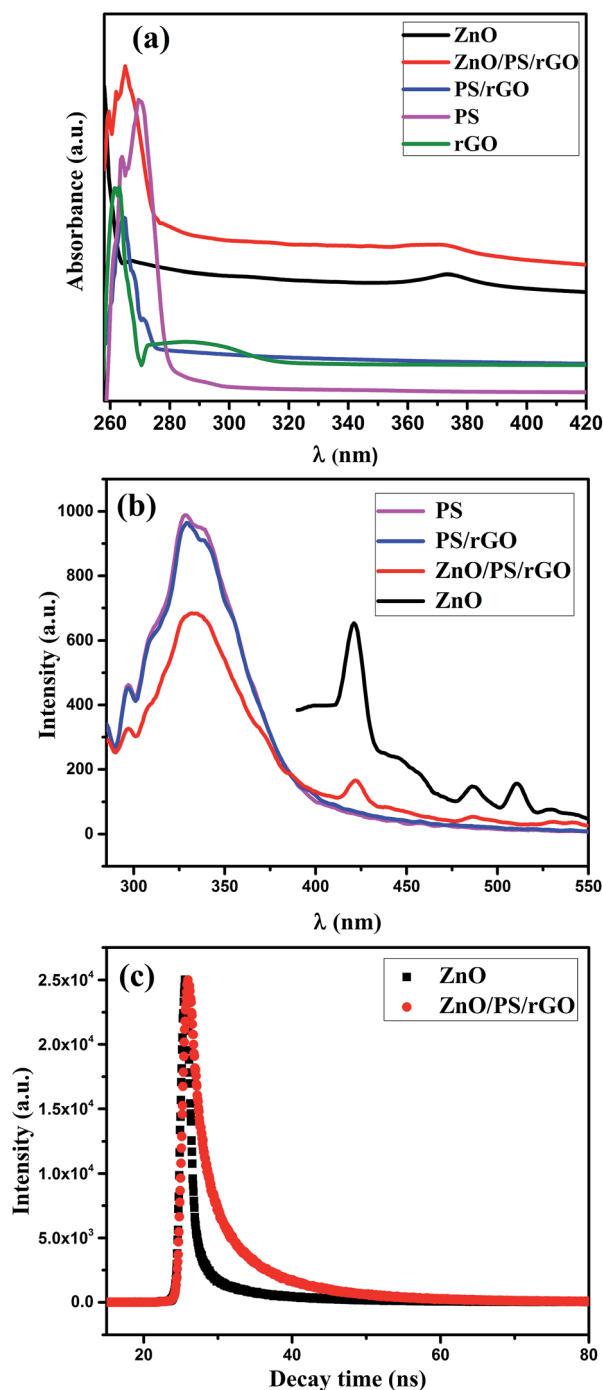 (a)
ZnO
ZnO/PS/rGO
PS/rGO
PS
rGO
Absorbance (a.u.)
260 280 300 320 340 360 380 400 420
λ (nm)
(b)
PS
PS/rGO
ZnO/PS/rGO
ZnO
1000
800
600
400
200
0
Intensity (a.u.)
300 350 400 450 500 550
λ (nm)
(c)
ZnO
ZnO/PS/rGO
2.5x10⁴
2.0x10⁴
1.5x10⁴
1.0x10⁴
5.0x10³
0.0
Intensity (a.u.)
20 40 60 80
Decay time (ns)